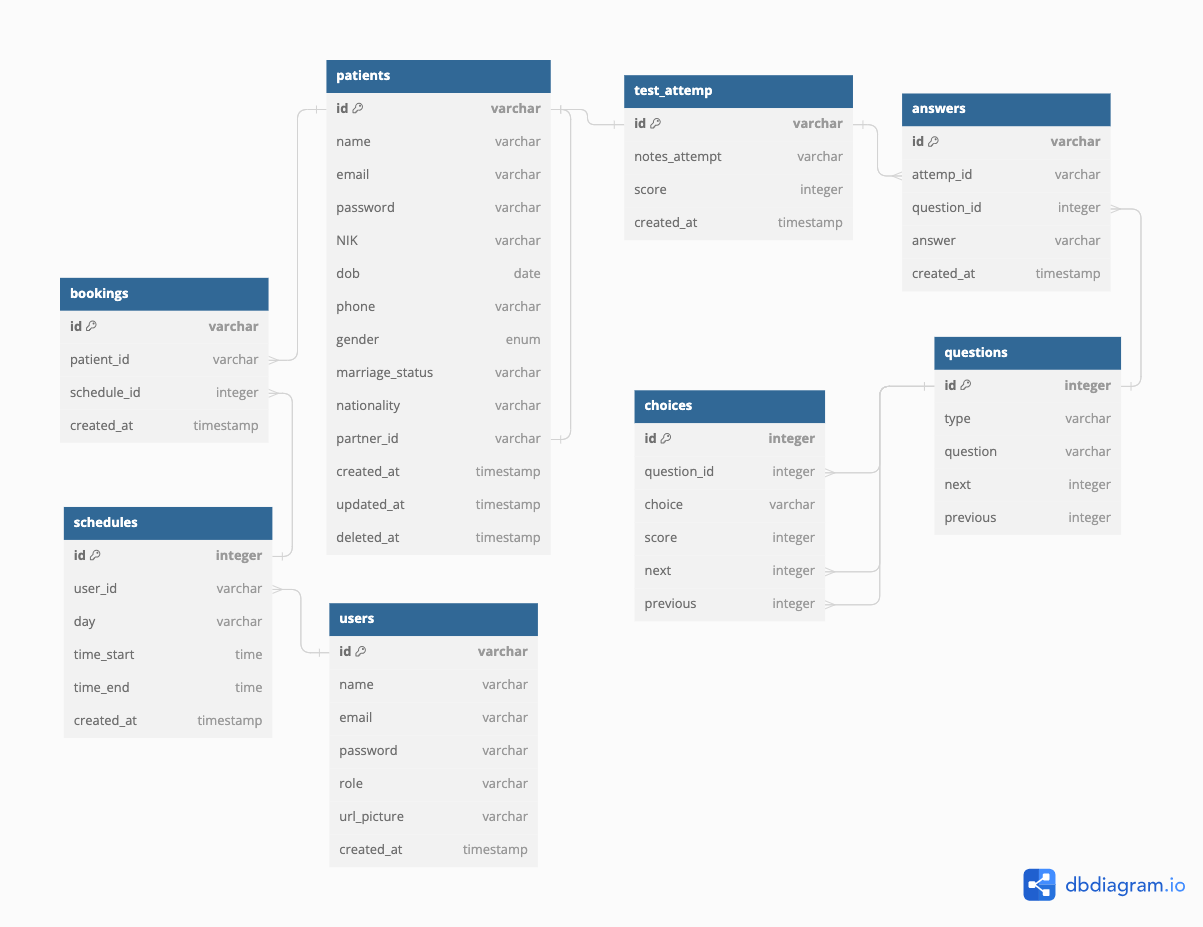 patients
id varchar
name varchar
email varchar
password varchar
NIK varchar
dob date
phone varchar
gender enum
marriage_status varchar
nationality varchar
partner_id varchar
created_at timestamp
updated_at timestamp
deleted_at timestamp
test_attemp
id varchar
notes_attempt varchar
score integer
created_at timestamp
answers
id varchar
attemp_id varchar
question_id integer
answer varchar
created_at timestamp
bookings
id varchar
patient_id varchar
schedule_id integer
created_at timestamp
questions
id integer
type varchar
question varchar
next integer
previous integer
choices
id integer
question_id integer
choice varchar
score integer
next integer
previous integer
schedules
id integer
user_id varchar
day varchar
time_start time
time_end time
created_at timestamp
users
id varchar
name varchar
email varchar
password varchar
role varchar
url_picture varchar
created_at timestamp
dbdiagram.io